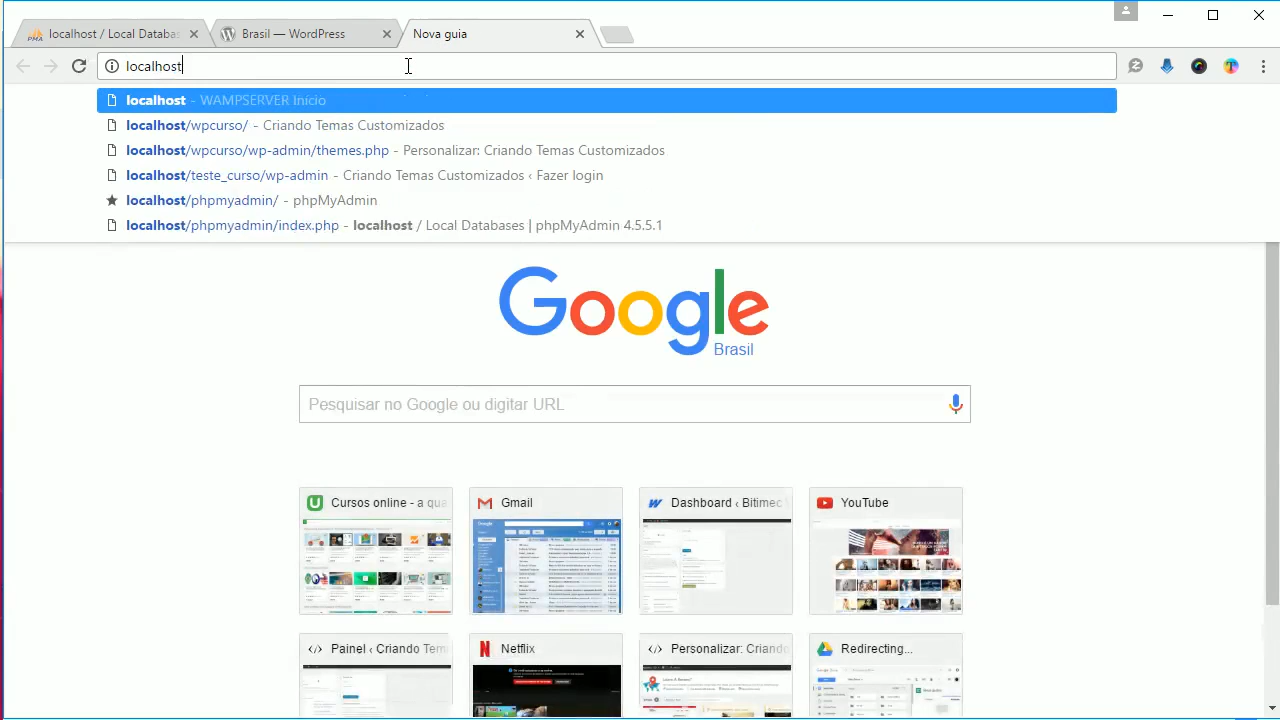 localhost / Local Databas
Brasil — WordPress
Nova guia
localhost
localhost - WAMPSERVER Início
localhost/wpcurso/ - Criando Temas Customizados
localhost/wpcurso/wp-admin/themes.php - Personalizar: Criando Temas Customizados
localhost/teste_curso/wp-admin - Criando Temas Customizados ‹ Fazer login
localhost/phpmyadmin/ - phpMyAdmin
localhost/phpmyadmin/index.php - localhost / Local Databases | phpMyAdmin 4.5.5.1
Google
Brasil
Pesquisar no Google ou digitar URL
Cursos online - a qua
Gmail
Dashboard ‹ Bitimec
YouTube
Painel ‹ Criando Tem
Netflix
Personalizar: Criando
Redirecting...